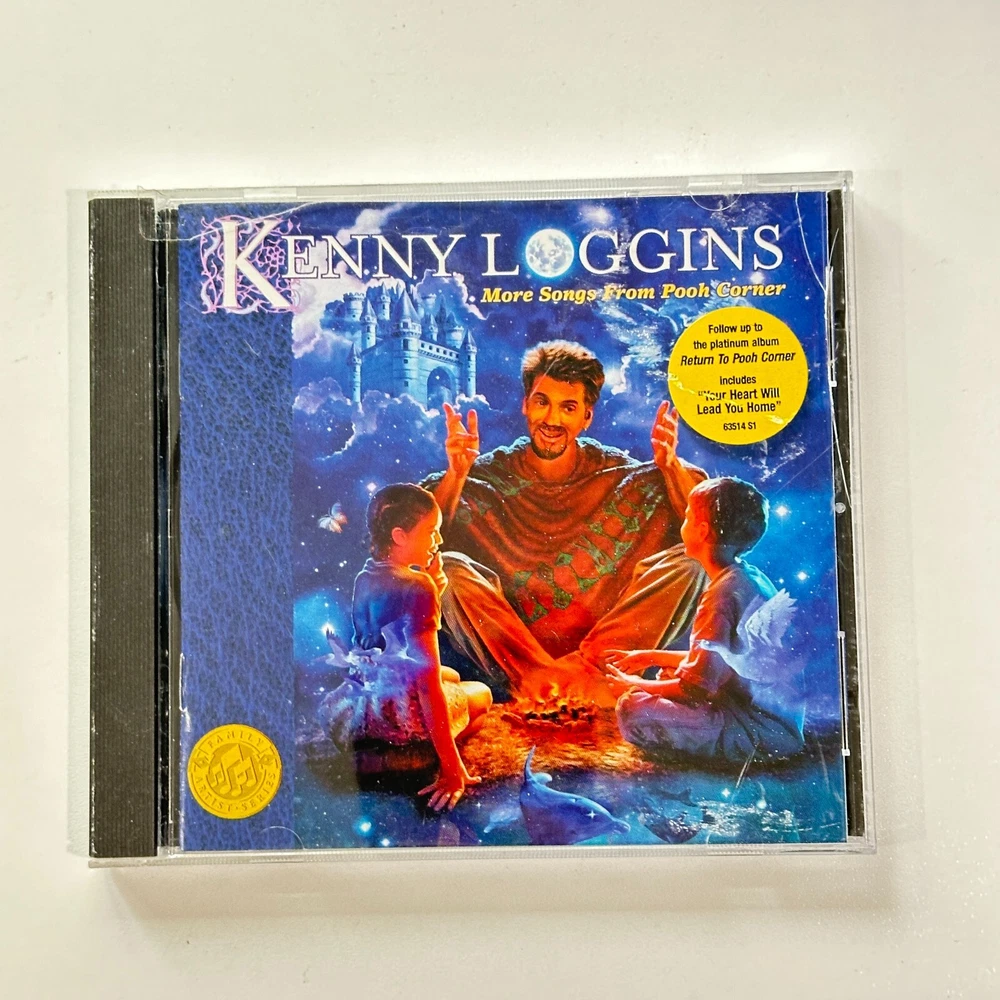 KENNY LOGGINS
More Songs From Pooh Corner
Follow up to
the platinum album
Return To Pooh Corner
includes
"Your Heart Will
Lead You Home"
63514 S1
FAMILY
ARTIST·SERIES